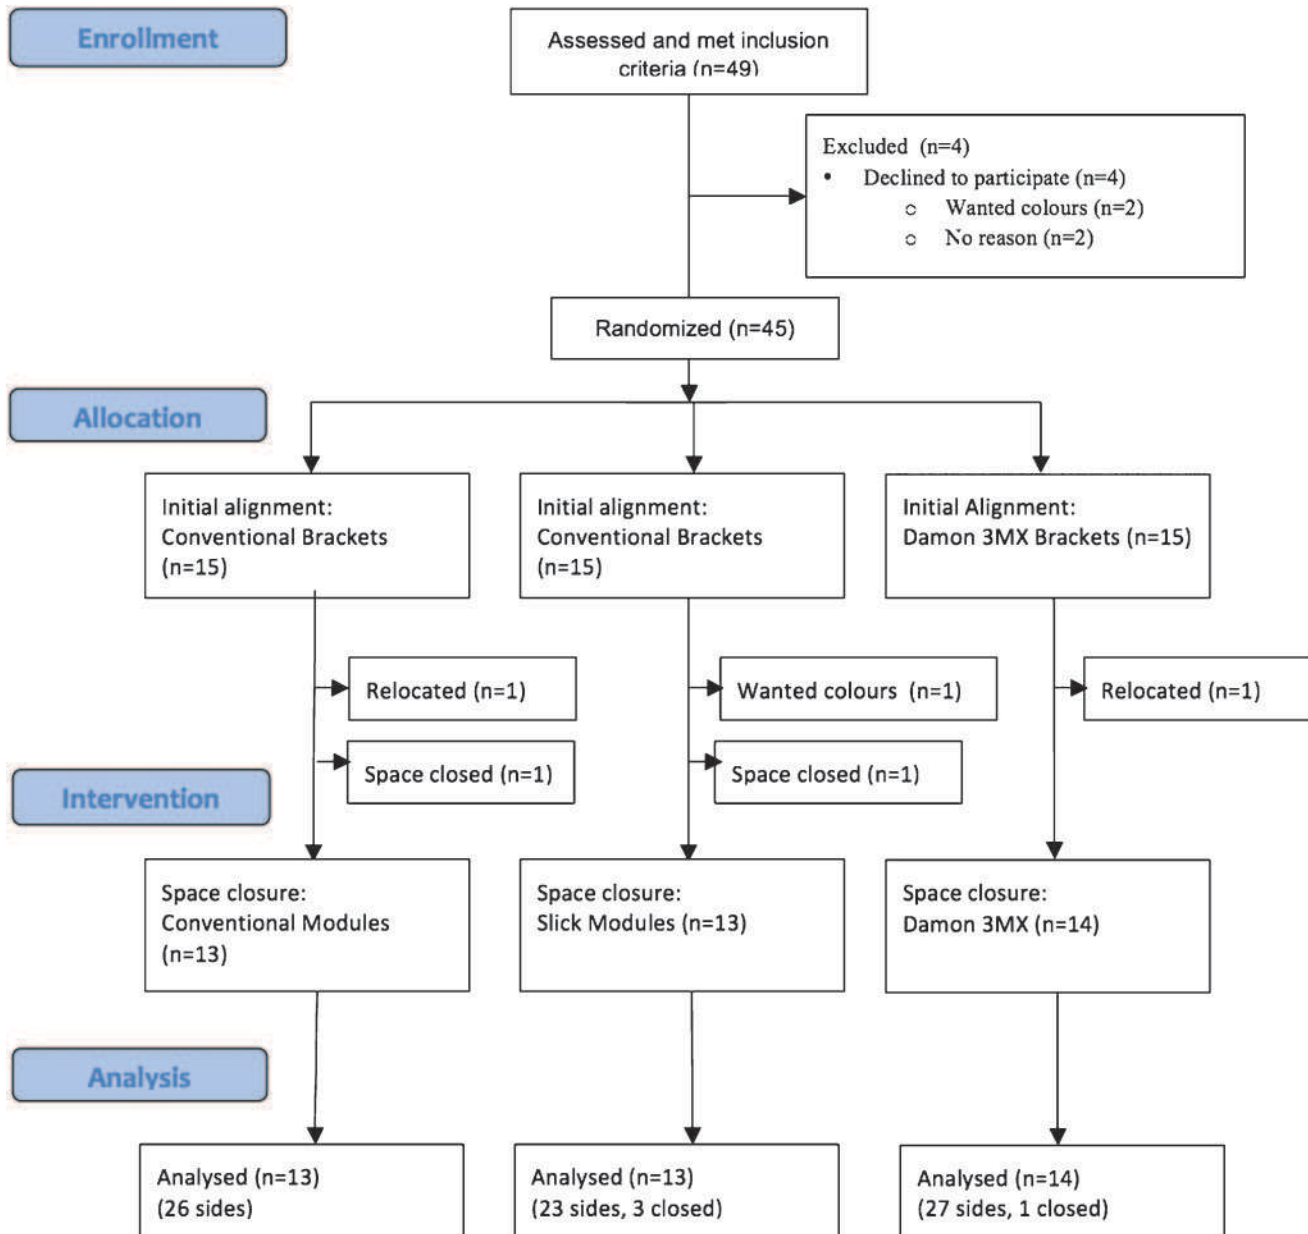 Enrollment
Assessed and met inclusion
criteria (n=49)
Excluded (n=4)
• Declined to participate (n=4)
o Wanted colours (n=2)
o No reason (n=2)
Randomized (n=45)
Allocation
Initial alignment:
Conventional Brackets
(n=15)
Initial alignment:
Conventional Brackets
(n=15)
Initial Alignment:
Damon 3MX Brackets (n=15)
Relocated (n=1)
Wanted colours (n=1)
Relocated (n=1)
Space closed (n=1)
Space closed (n=1)
Intervention
Space closure:
Conventional Modules
(n=13)
Space closure:
Slick Modules (n=13)
Space closure:
Damon 3MX (n=14)
Analysis
Analysed (n=13)
(26 sides)
Analysed (n=13)
(23 sides, 3 closed)
Analysed (n=14)
(27 sides, 1 closed)